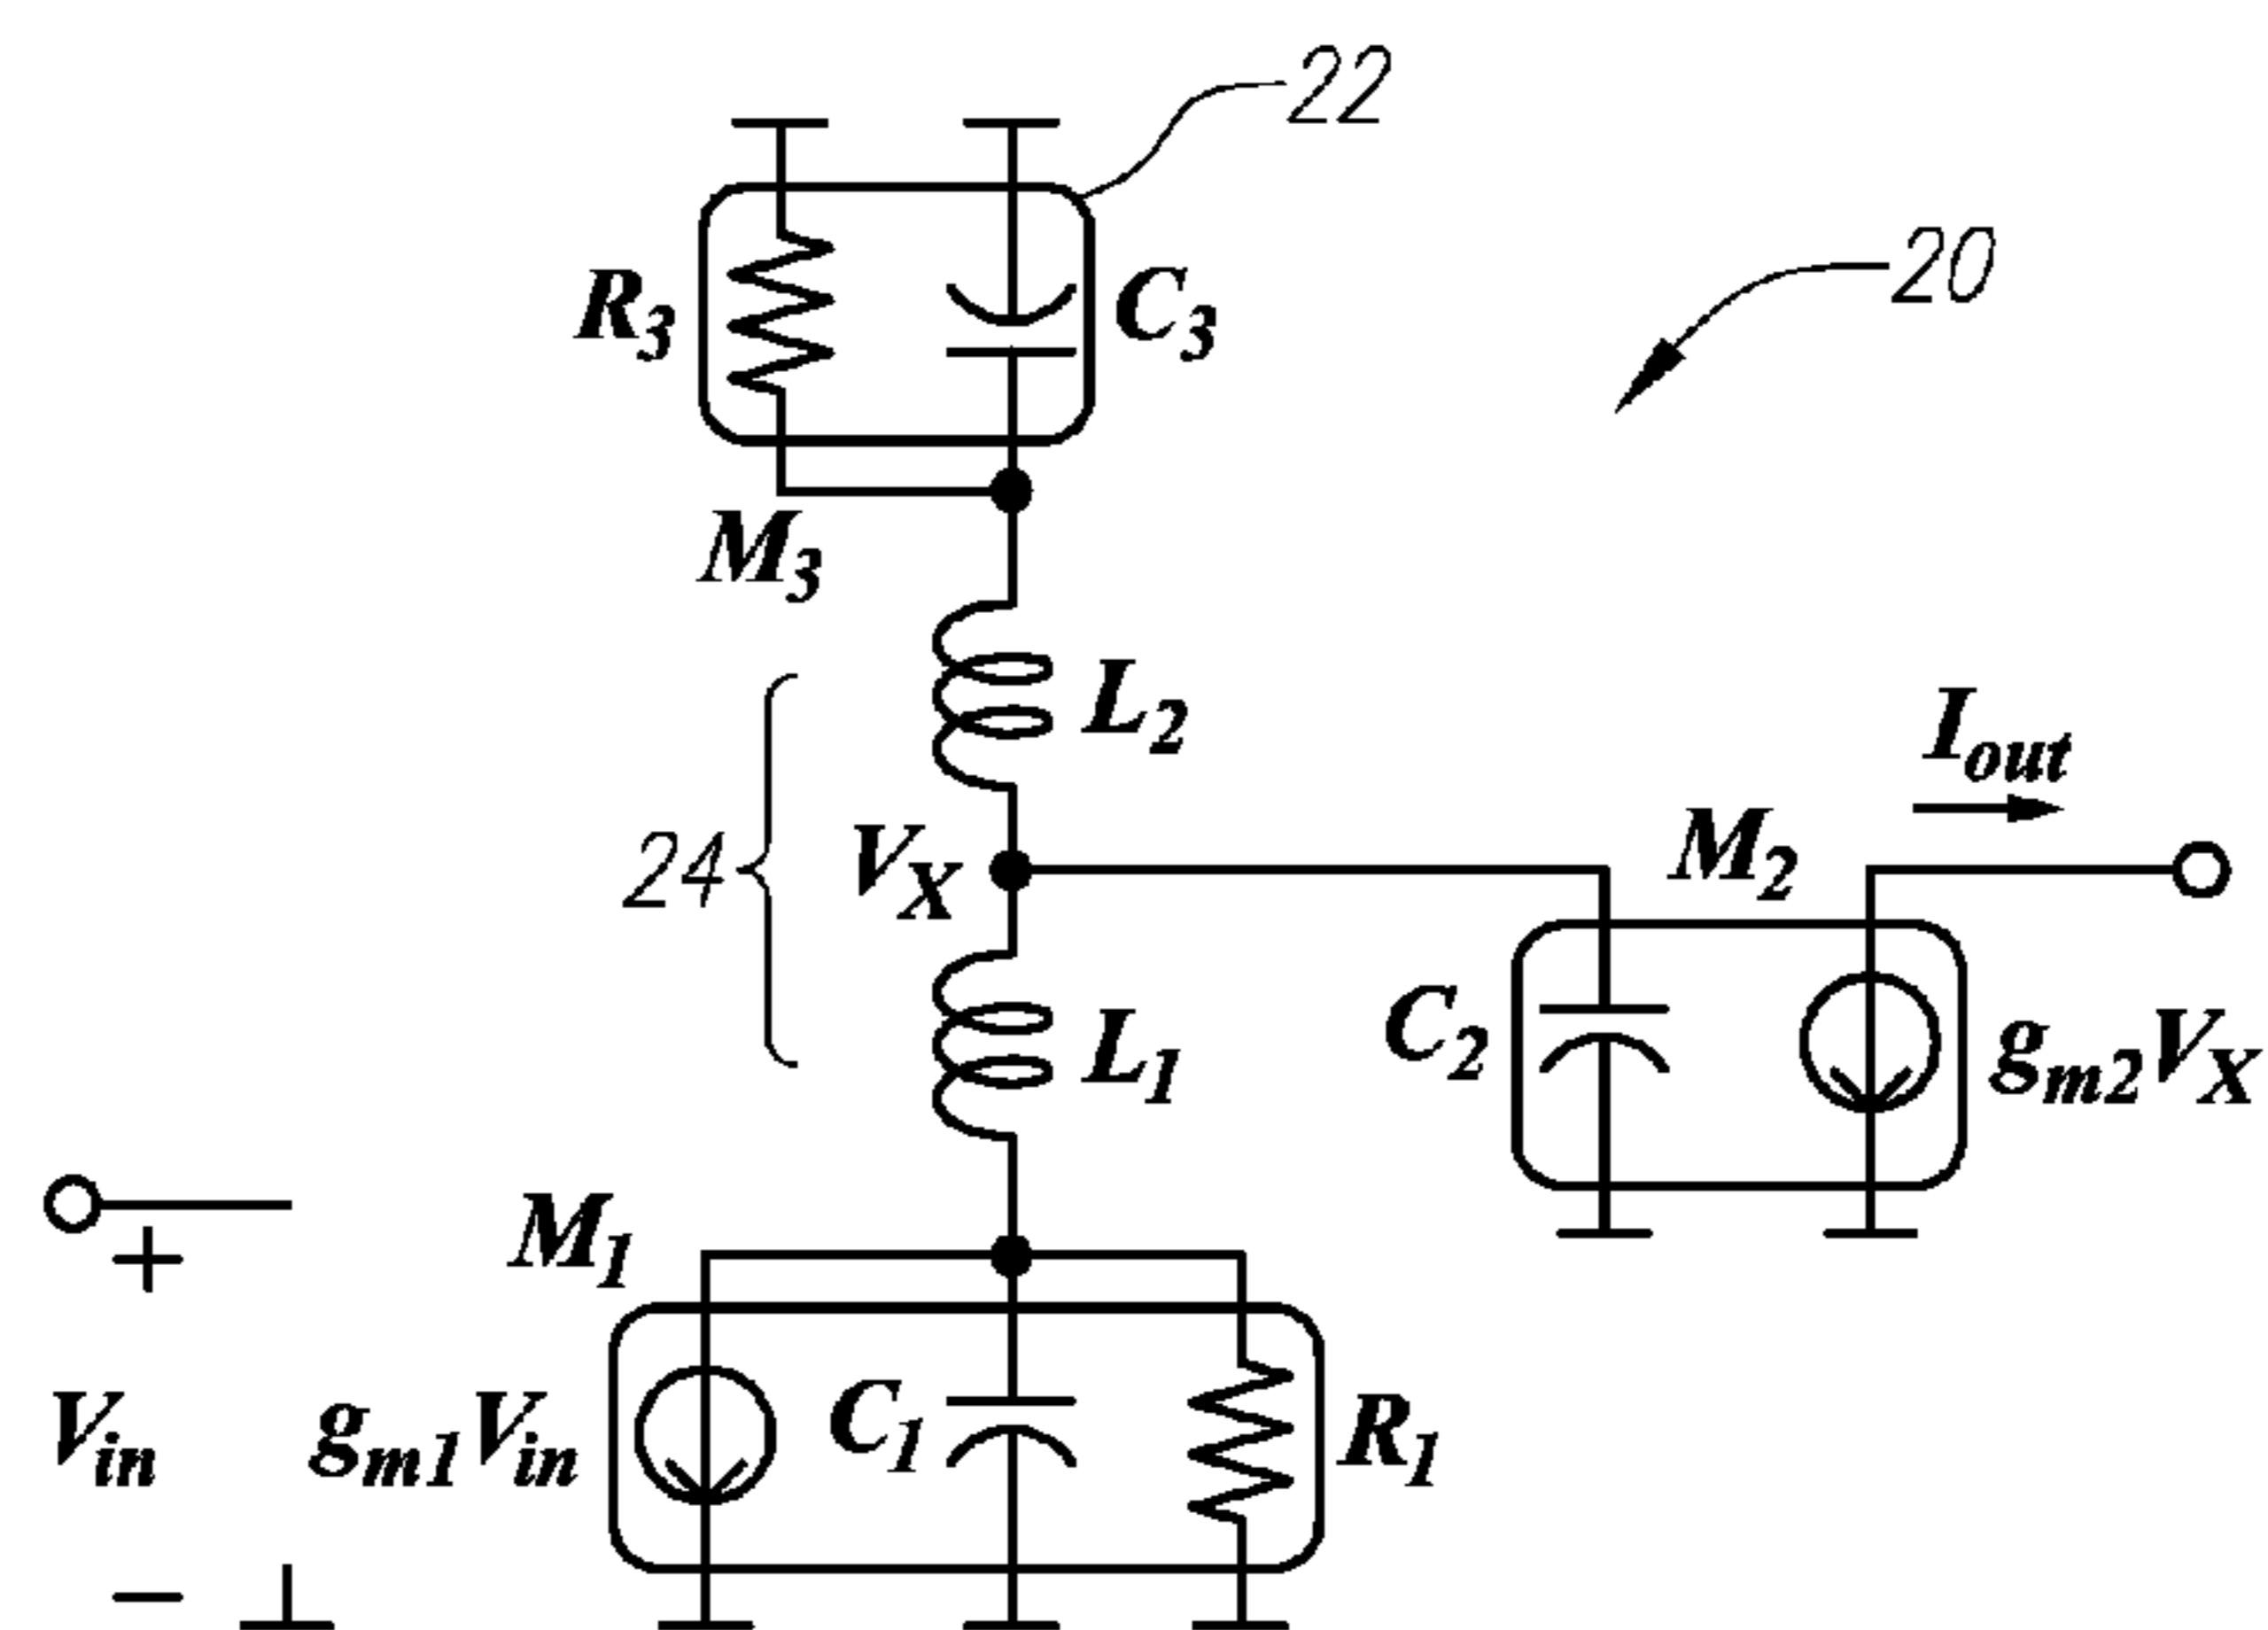 22
20
R3
C3
M3
L2
Iout
24
VX
M2
L1
C2
gm2VX
M1
+
Vin
gm1Vin
C1
R1
−